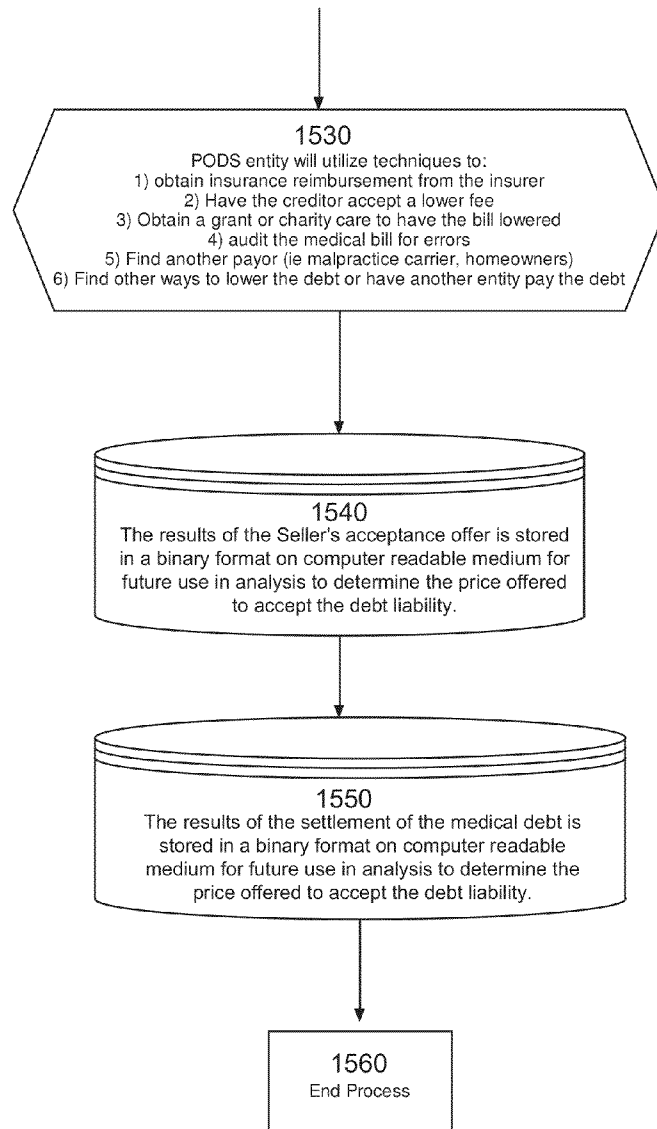 1530
PODS entity will utilize techniques to:
1) obtain insurance reimbursement from the insurer
2) Have the creditor accept a lower fee
3) Obtain a grant or charity care to have the bill lowered
4) audit the medical bill for errors
5) Find another payor (ie malpractice carrier, homeowners)
6) Find other ways to lower the debt or have another entity pay the debt
1540
The results of the Seller's acceptance offer is stored
in a binary format on computer readable medium for
future use in analysis to determine the price offered
to accept the debt liability.
1550
The results of the settlement of the medical debt is
stored in a binary format on computer readable
medium for future use in analysis to determine the
price offered to accept the debt liability.
1560
End Process